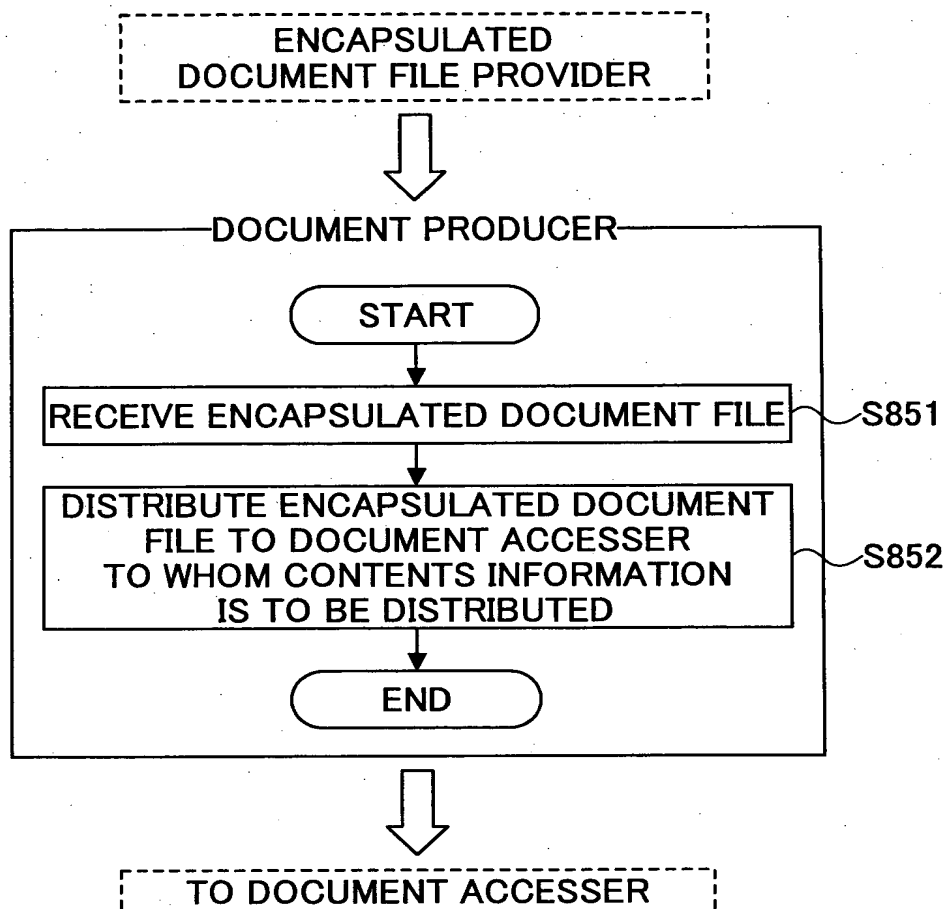 ENCAPSULATED
DOCUMENT FILE PROVIDER
DOCUMENT PRODUCER
START
RECEIVE ENCAPSULATED DOCUMENT FILE
S851
DISTRIBUTE ENCAPSULATED DOCUMENT
FILE TO DOCUMENT ACCESSER
TO WHOM CONTENTS INFORMATION
IS TO BE DISTRIBUTED
S852
END
TO DOCUMENT ACCESSER